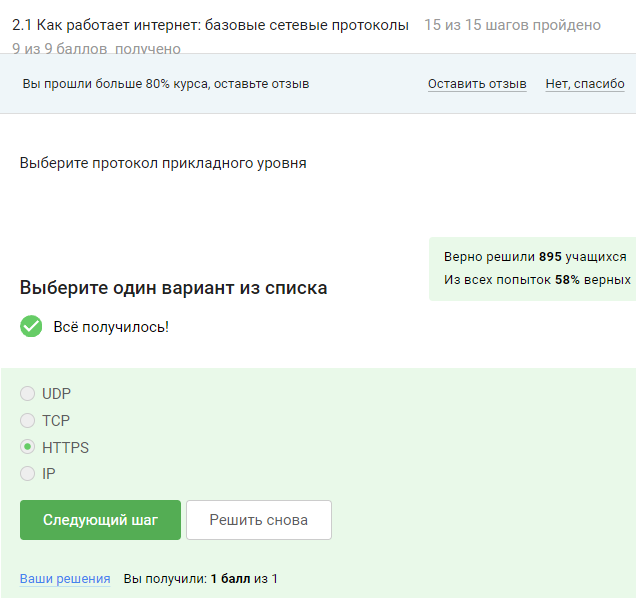 2.1 Как работает интернет: базовые сетевые протоколы 15 из 15 шагов пройдено
9 из 9 баллов получено
Вы прошли больше 80% курса, оставьте отзыв Оставить отзыв Нет, спасибо
Выберите протокол прикладного уровня
Верно решили 895 учащихся
Из всех попыток 58% верных
Выберите один вариант из списка
Всё получилось!
UDP
TCP
HTTPS
IP
Следующий шаг Решить снова
Ваши решения Вы получили: 1 балл из 1